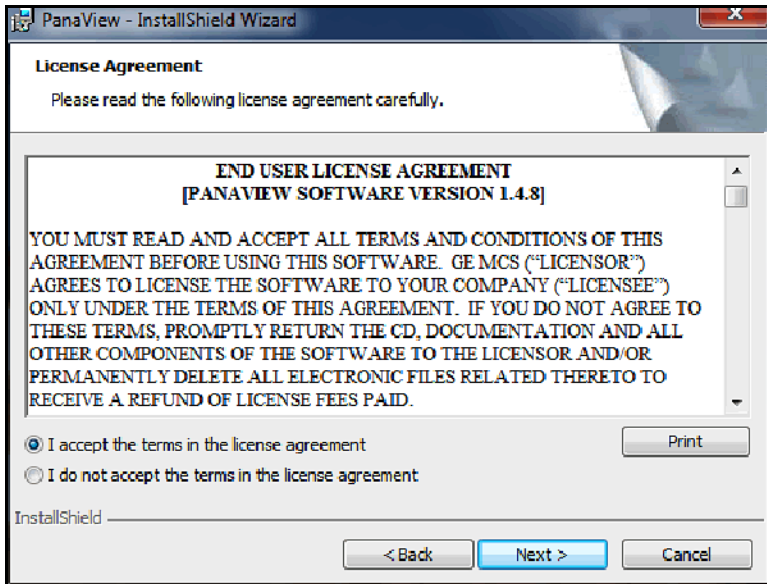 PanaView - InstallShield Wizard
License Agreement
Please read the following license agreement carefully.
END USER LICENSE AGREEMENT
[PANAVIEW SOFTWARE VERSION 1.4.8]
YOU MUST READ AND ACCEPT ALL TERMS AND CONDITIONS OF THIS
AGREEMENT BEFORE USING THIS SOFTWARE.  GE MCS (“LICENSOR”)
AGREES TO LICENSE THE SOFTWARE TO YOUR COMPANY (“LICENSEE”)
ONLY UNDER THE TERMS OF THIS AGREEMENT.  IF YOU DO NOT AGREE TO
THESE TERMS, PROMPTLY RETURN THE CD, DOCUMENTATION AND ALL
OTHER COMPONENTS OF THE SOFTWARE TO THE LICENSOR AND/OR
PERMANENTLY DELETE ALL ELECTRONIC FILES RELATED THERETO TO
RECEIVE A REFUND OF LICENSE FEES PAID.
I accept the terms in the license agreement
Print
I do not accept the terms in the license agreement
InstallShield
< Back
Next >
Cancel